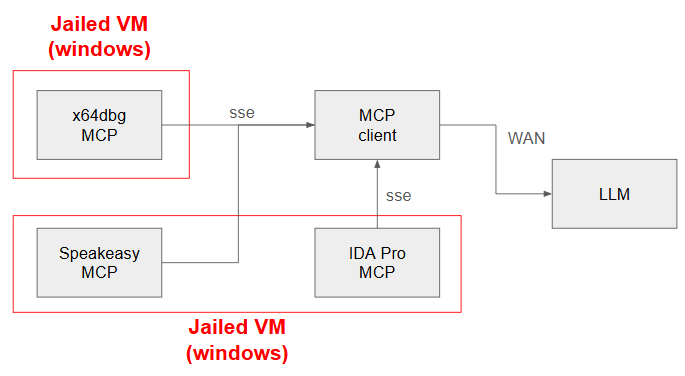 Jailed VM
(windows)
x64dbg
MCP
sse
MCP
client
WAN
LLM
sse
Speakeasy
MCP
IDA Pro
MCP
Jailed VM
(windows)